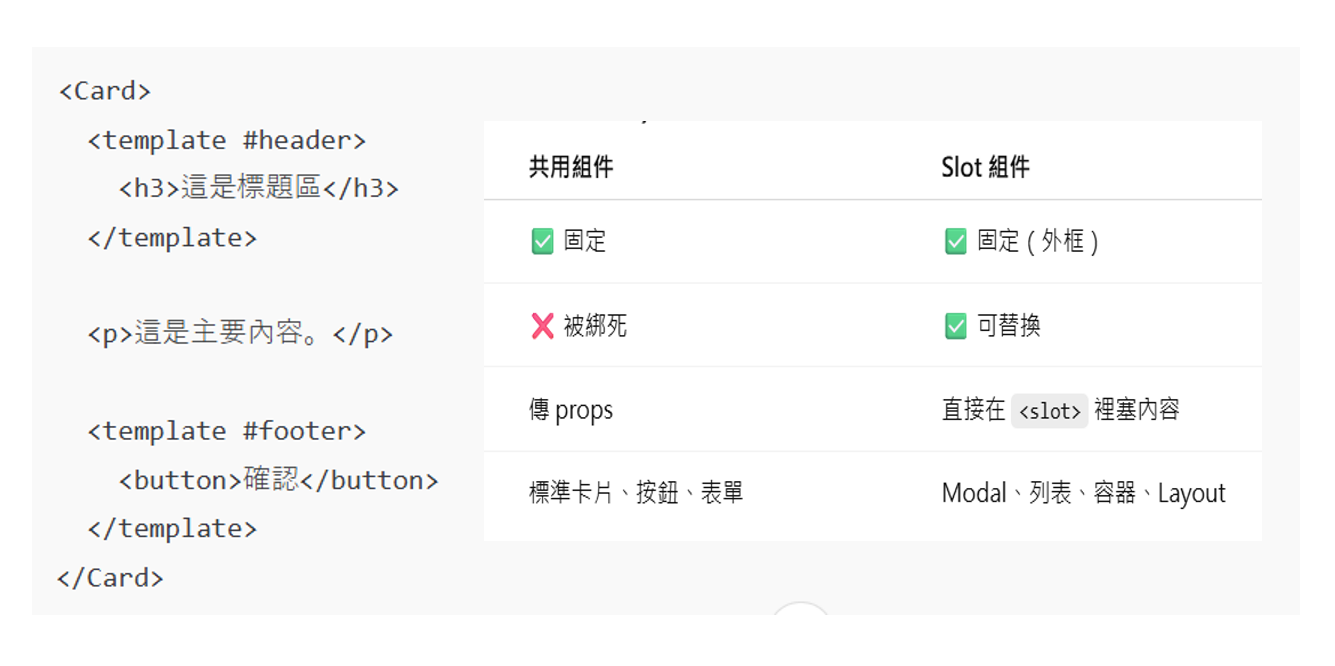 <Card>
<template #header>
<h3>這是標題區</h3>
</template>
<p>這是主要內容。</p>
<template #footer>
<button>確認</button>
</template>
</Card>
共用組件 Slot 組件
✅ 固定 ✅ 固定（外框）
❌ 被綁死 ✅ 可替換
傳 props 直接在 <slot> 裡塞內容
標準卡片、按鈕、表單 Modal、列表、容器、Layout